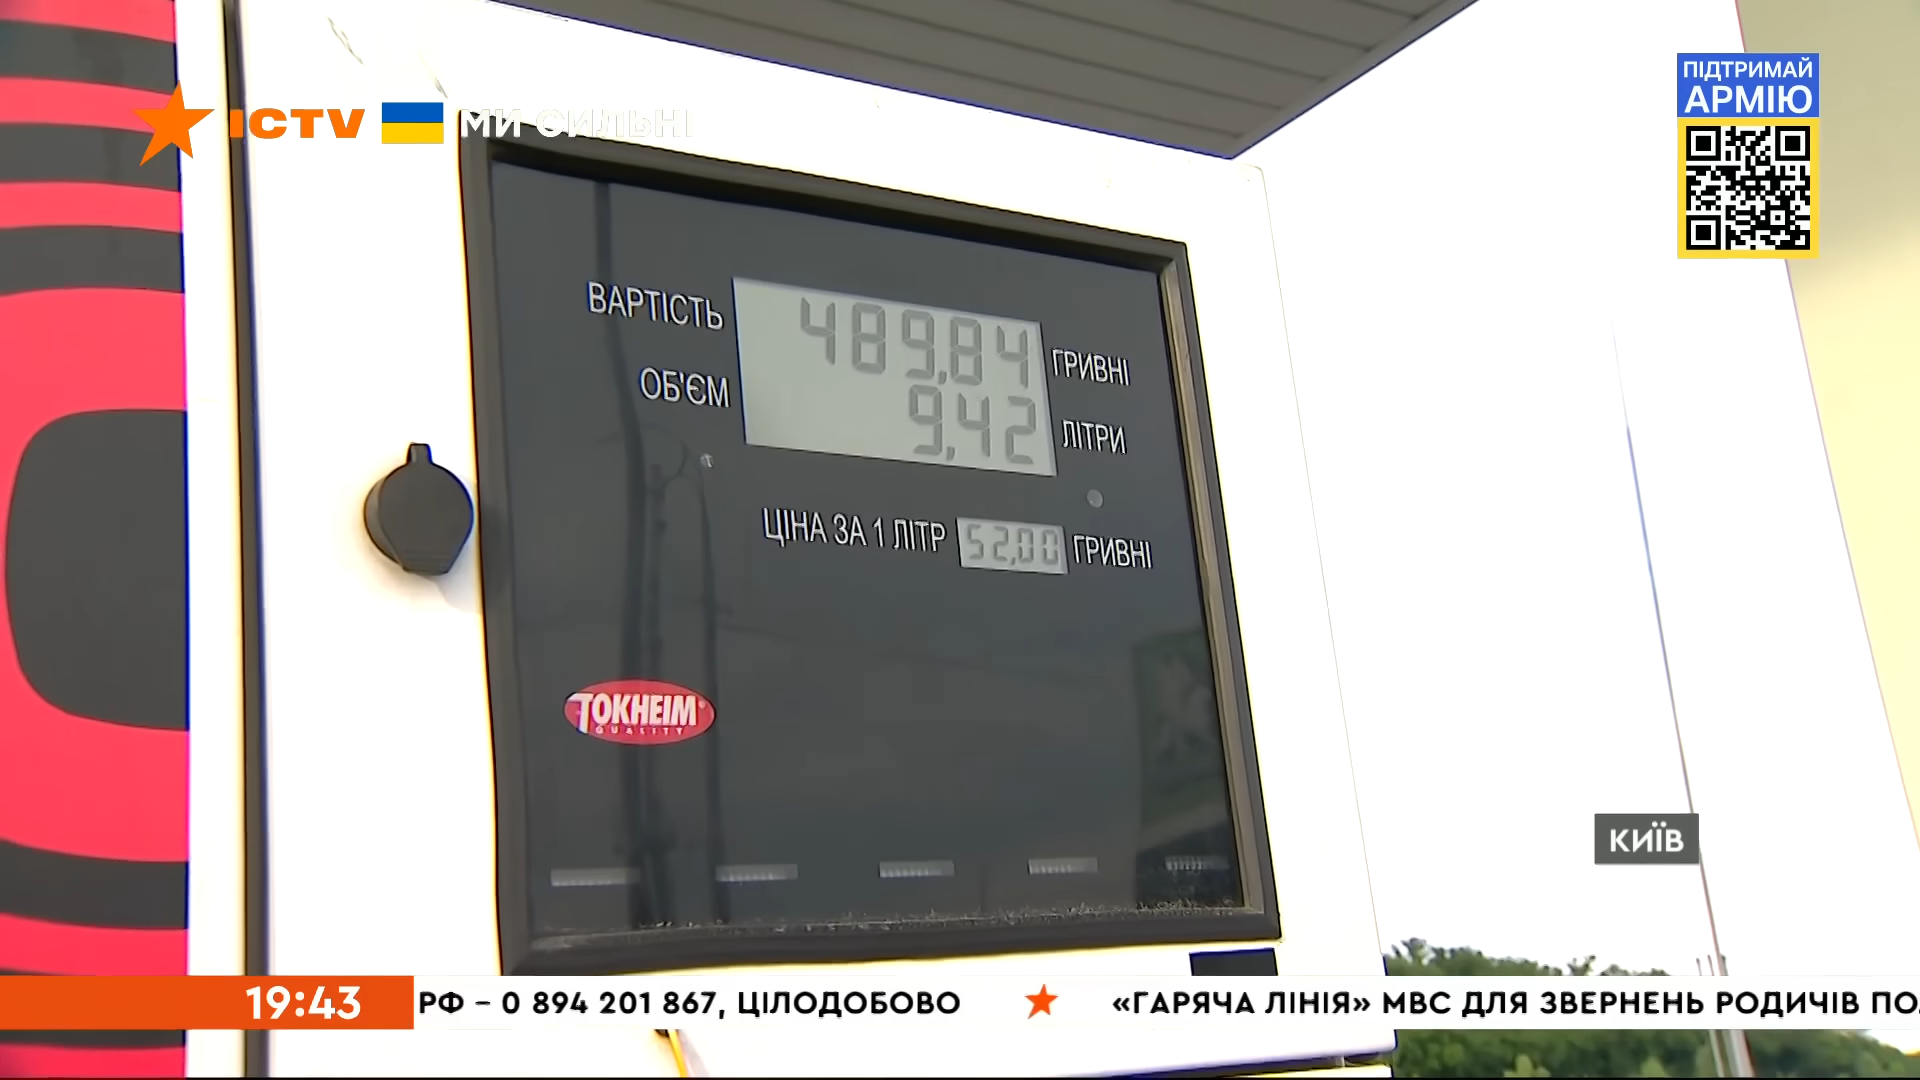 ICTV МИ СИЛЬНІ
ПІДТРИМАЙ
АРМІЮ
ВАРТІСТЬ 489,84 ГРИВНІ
ОБ'ЄМ 9,42 ЛІТРИ
ЦІНА ЗА 1 ЛІТР 52,00 ГРИВНІ
TOKHEIM
QUALITY
КИЇВ
19:43 РФ – 0 894 201 867, ЦІЛОДОБОВО «ГАРЯЧА ЛІНІЯ» МВС ДЛЯ ЗВЕРНЕНЬ РОДИЧІВ